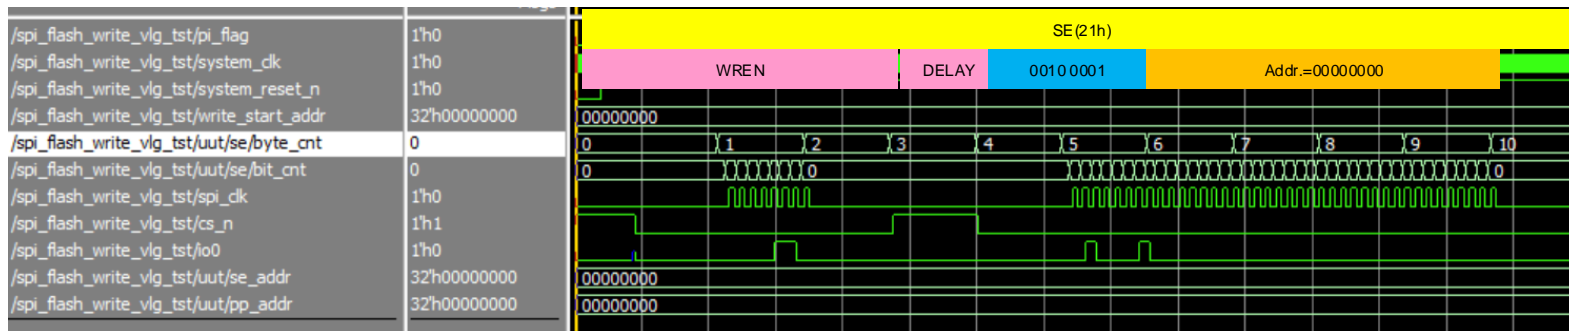 SE(21h)
/spi_flash_write_vlg_tst/pi_flag 1'h0
/spi_flash_write_vlg_tst/system_clk 1'h0
WREN DELAY 0010 0001 Addr.=00000000
/spi_flash_write_vlg_tst/system_reset_n 1'h0
/spi_flash_write_vlg_tst/write_start_addr 32'h00000000 00000000
/spi_flash_write_vlg_tst/uut/se/byte_cnt 0 0 1 2 3 4 5 6 7 8 9 10
/spi_flash_write_vlg_tst/uut/se/bit_cnt 0 0 0 0
/spi_flash_write_vlg_tst/spi_clk 1'h0
/spi_flash_write_vlg_tst/cs_n 1'h1
/spi_flash_write_vlg_tst/io0 1'h0
/spi_flash_write_vlg_tst/uut/se_addr 32'h00000000 00000000
/spi_flash_write_vlg_tst/uut/pp_addr 32'h00000000 00000000